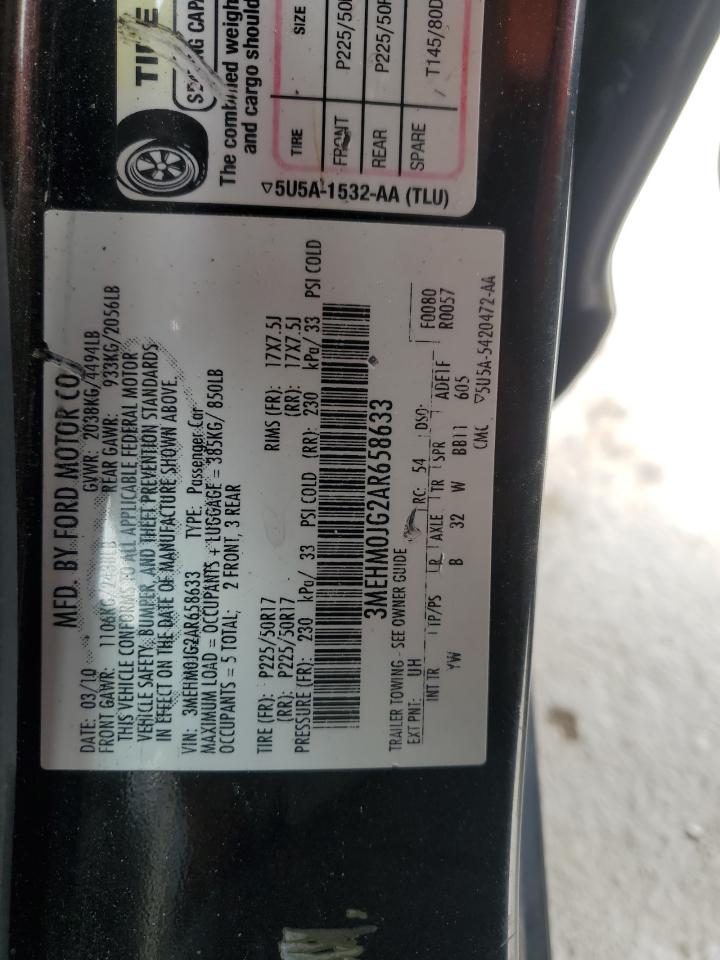 MFD. BY FORD MOTOR CO
DATE: 03/10 GVWR: 2038KG/4494LB
FRONT GAWR: 1106KG REAR GAWR: 933KG/2056LB
THIS VEHICLE CONFORMS TO ALL APPLICABLE FEDERAL MOTOR
VEHICLE SAFETY, BUMPER, AND THEFT PREVENTION STANDARDS
IN EFFECT ON THE DATE OF MANUFACTURE SHOWN ABOVE
VIN: 3MEHM0JG2AR658633 TYPE: Passenger Car
MAXIMUM LOAD = OCCUPANTS + LUGGAGE = 385KG/ 850LB
OCCUPANTS = 5 TOTAL; 2 FRONT, 3 REAR
TIRE (FR): P225/50R17 RIMS (FR): 17X7.5J
(RR): P225/50R17 (RR): 17X7.5J
PRESSURE (FR): 230 kPa/ 33 PSI COLD (RR): 230 kPa/ 33 PSI COLD
3MEHM0JG2AR658633
TRAILER TOWING - SEE OWNER GUIDE
EXT PNT: UH RC: 54 DSO: F0080
R0057
INT TR TP/PS R AXLE TR SPR ADE1F
YW B 32 W BB11 605
CMC ▽5U5A-5420472-AA
TIRE
SEATING CAP
The combined weigh
and cargo should
TIRE SIZE
FRONT P225/50R
REAR P225/50R
SPARE T145/80D
▽5U5A-1532-AA (TLU)